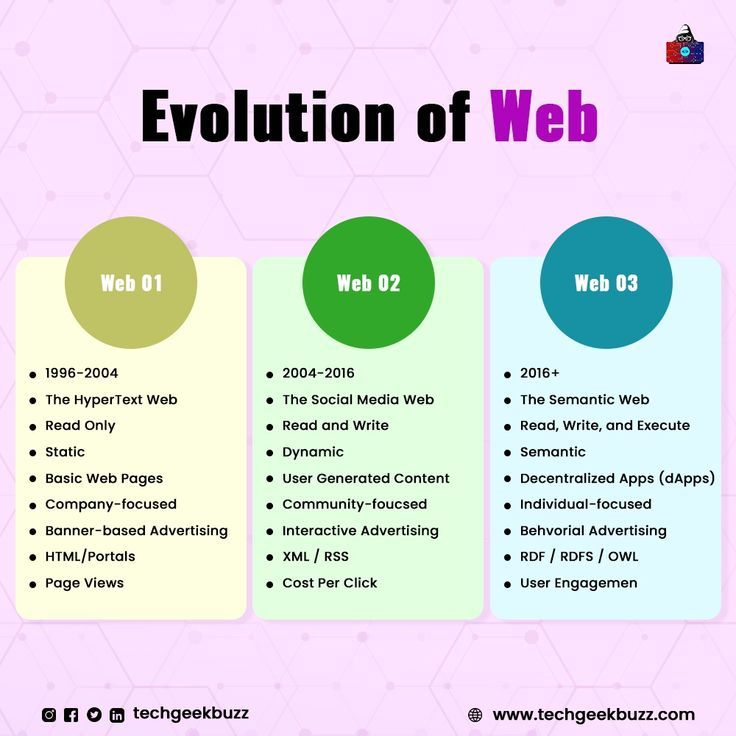 Evolution of Web
Web 01
1996-2004
The HyperText Web
Read Only
Static
Basic Web Pages
Company-focused
Banner-based Advertising
HTML/Portals
Page Views
Web 02
2004-2016
The Social Media Web
Read and Write
Dynamic
User Generated Content
Community-foucsed
Interactive Advertising
XML / RSS
Cost Per Click
Web 03
2016+
The Semantic Web
Read, Write, and Execute
Semantic
Decentralized Apps (dApps)
Individual-focused
Behvorial Advertising
RDF / RDFS / OWL
User Engagemen
techgeekbuzz
www.techgeekbuzz.com